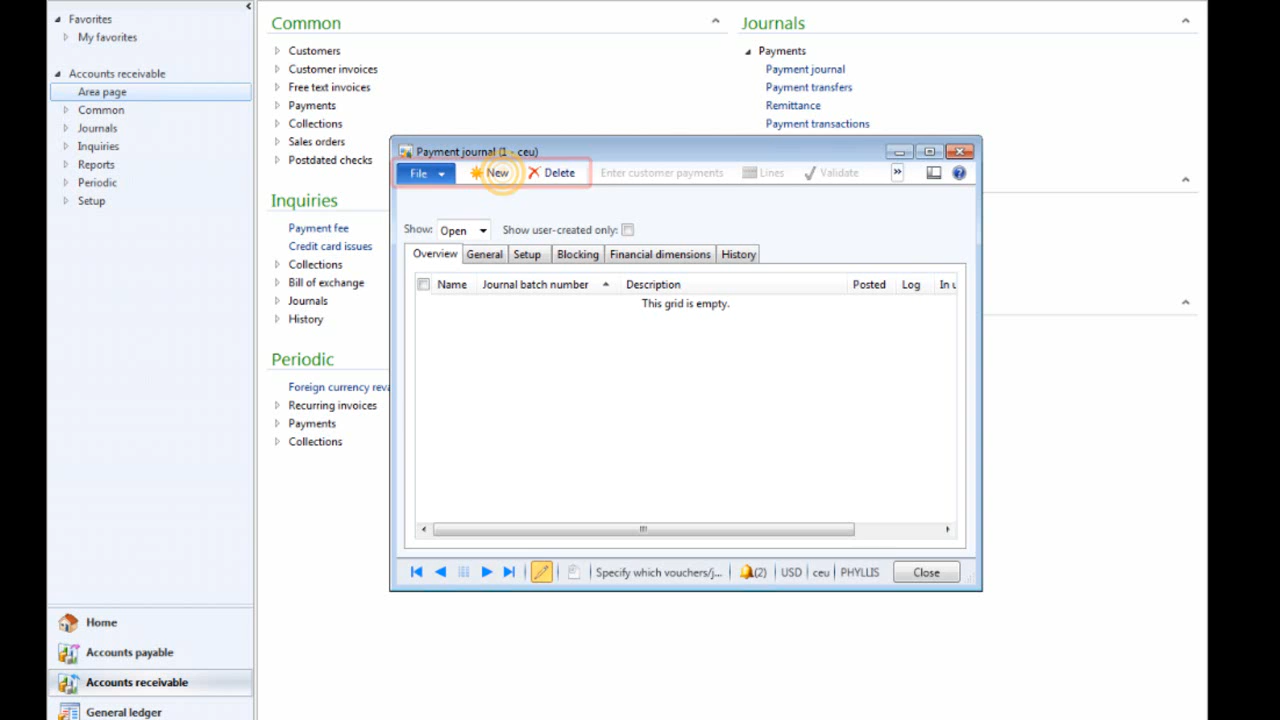 Favorites
My favorites
Accounts receivable
Area page
Common
Journals
Inquiries
Reports
Periodic
Setup
Home
Accounts payable
Accounts receivable
General ledger
Common
Customers
Customer invoices
Free text invoices
Payments
Collections
Sales orders
Postdated checks
Inquiries
Payment fee
Credit card issues
Collections
Bill of exchange
Journals
History
Periodic
Foreign currency reva
Recurring invoices
Payments
Collections
Journals
Payments
Payment journal
Payment transfers
Remittance
Payment transactions
Payment journal (1 - ceu)
File New Delete Enter customer payments Lines Validate »
Show: Open Show user-created only:
Overview General Setup Blocking Financial dimensions History
Name Journal batch number Description Posted Log In u
This grid is empty.
Specify which vouchers/j... (2) USD ceu PHYLLIS Close